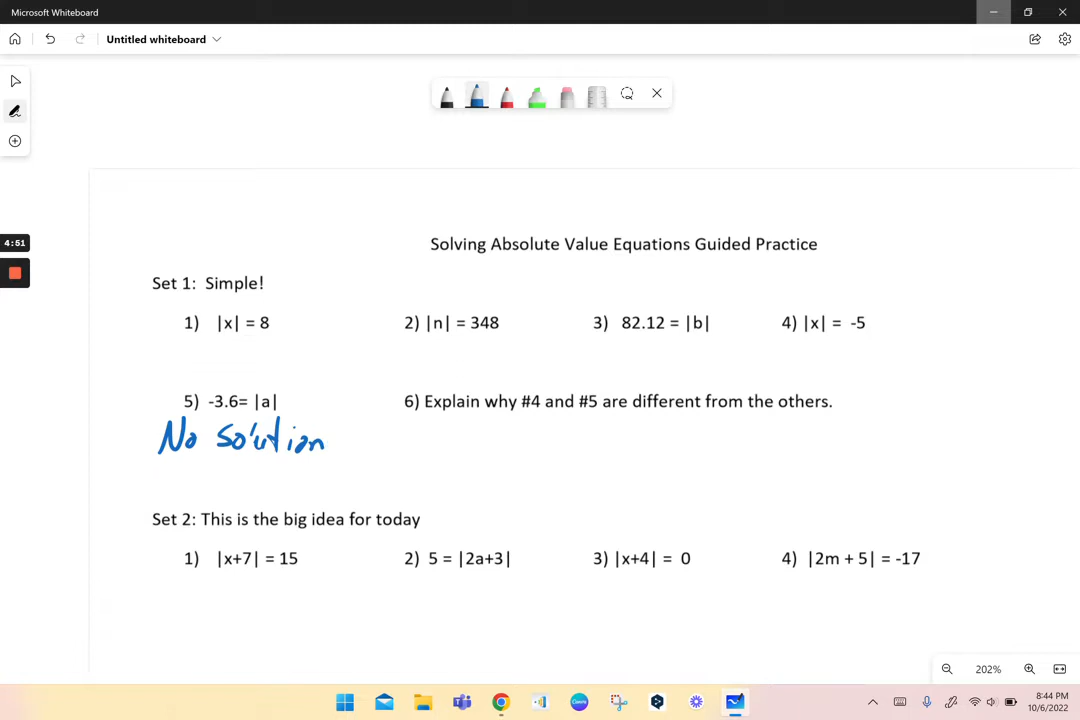 Microsoft Whiteboard
Untitled whiteboard
4:51
Solving Absolute Value Equations Guided Practice
Set 1: Simple!
1) |x| = 8 2) |n| = 348 3) 82.12 = |b| 4) |x| = -5
5) -3.6= |a| 6) Explain why #4 and #5 are different from the others.
No solution
Set 2: This is the big idea for today
1) |x+7| = 15 2) 5 = |2a+3| 3) |x+4| = 0 4) |2m + 5| = -17
202%
8:44 PM
10/6/2022